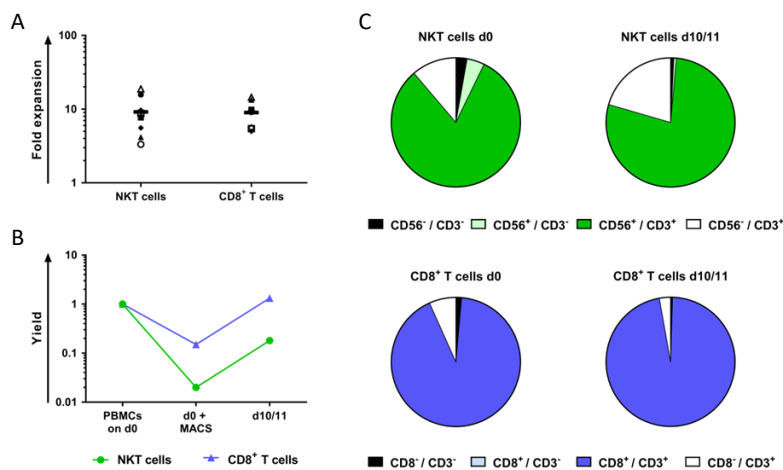 A
Fold expansion
100
10
1
NKT cells
CD8⁺ T cells
B
Yield
10
1
0.1
0.01
PBMCs
on d0
d0 +
MACS
d10/11
NKT cells
CD8⁺ T cells
C
NKT cells d0
NKT cells d10/11
CD56⁻ / CD3⁻
CD56⁺ / CD3⁻
CD56⁺ / CD3⁺
CD56⁻ / CD3⁺
CD8⁺ T cells d0
CD8⁺ T cells d10/11
CD8⁻ / CD3⁻
CD8⁺ / CD3⁻
CD8⁺ / CD3⁺
CD8⁻ / CD3⁺